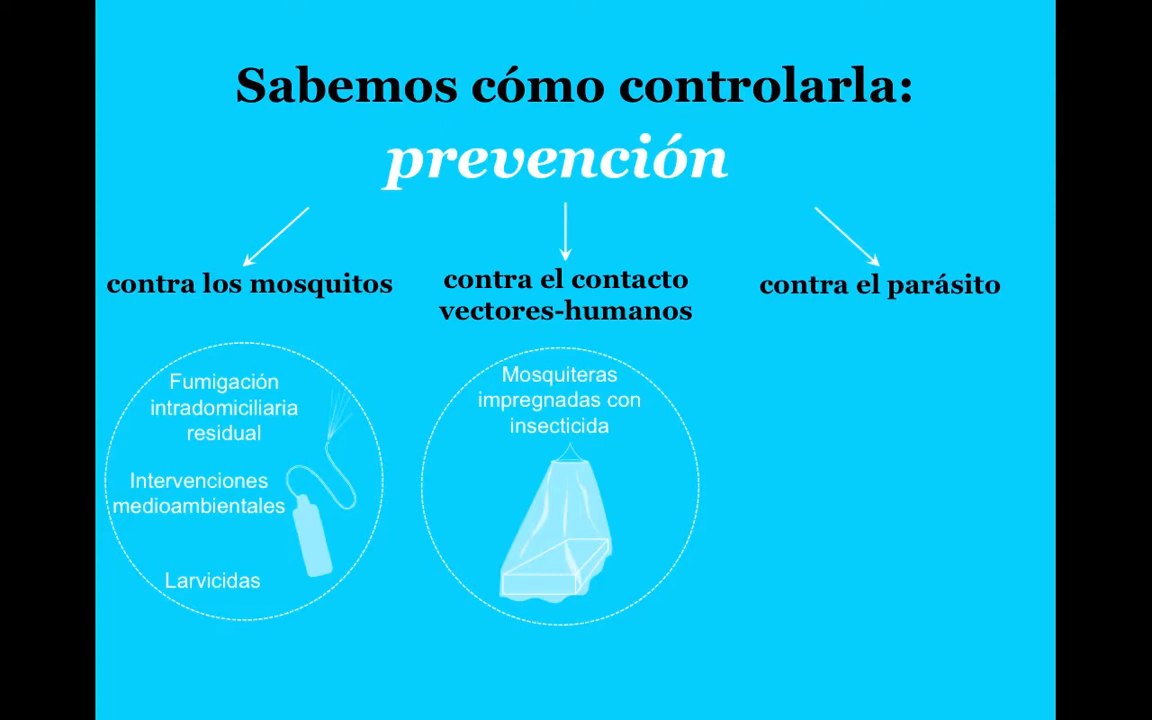 Sabemos cómo controlarla:
prevención
contra los mosquitos
contra el contacto
vectores-humanos
contra el parásito
Fumigación
intradomiciliaria
residual
Intervenciones
medioambientales
Larvicidas
Mosquiteras
impregnadas con
insecticida